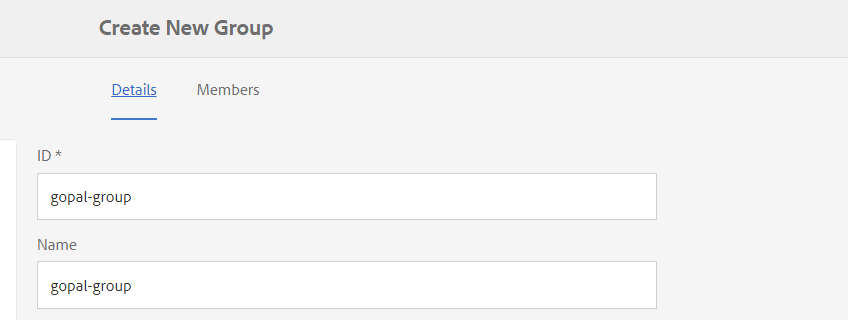 Create New Group
Details Members
ID *
gopal-group
Name
gopal-group